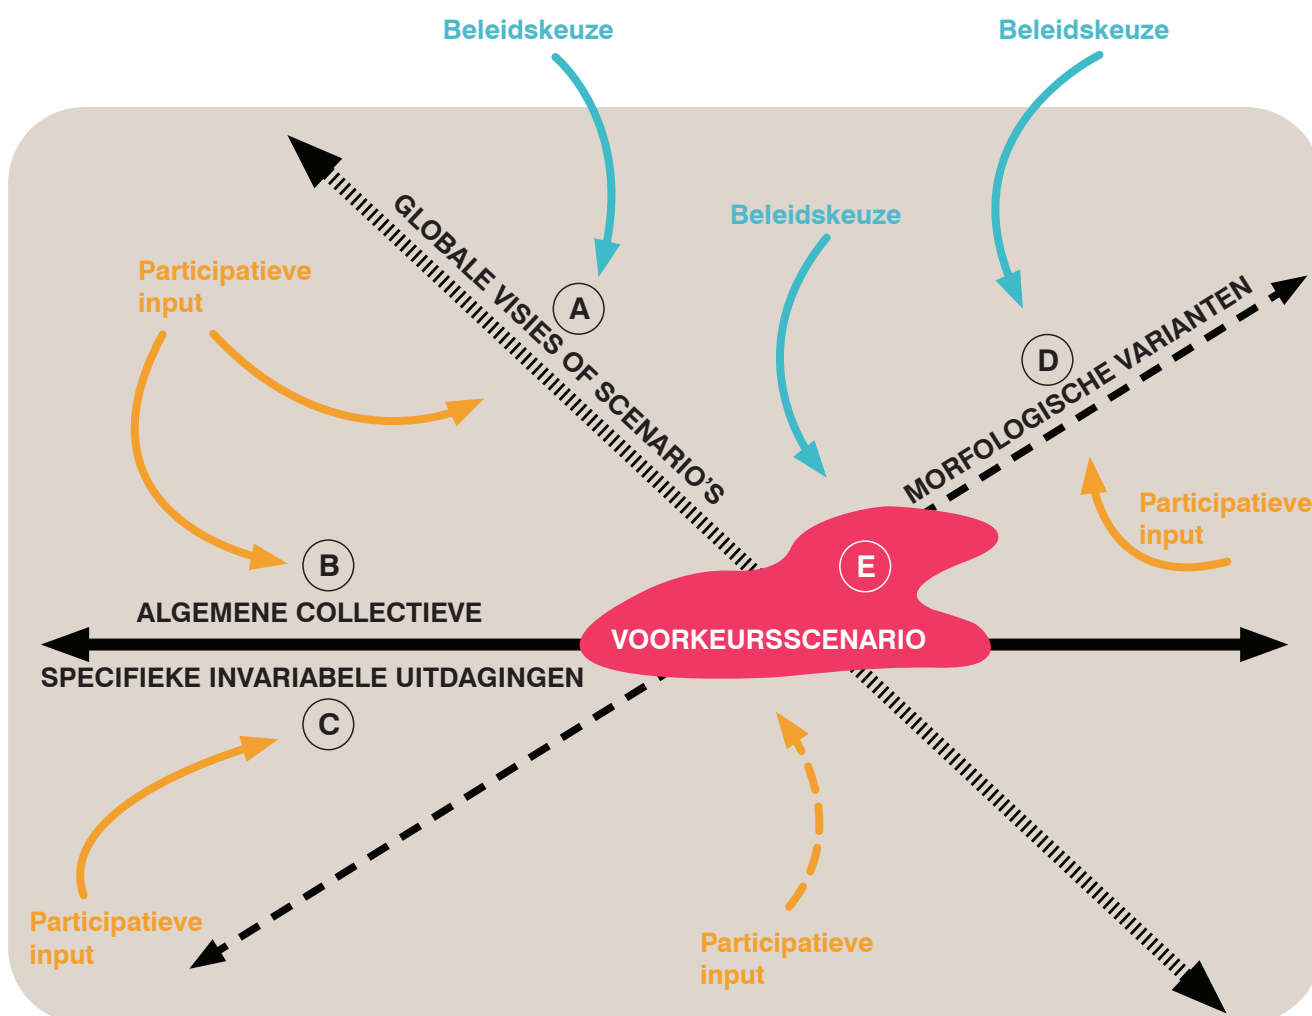 Beleidskeuze
Beleidskeuze
Beleidskeuze
GLOBALE VISIES OF SCENARIO'S
A
Participatieve
input
D
MORFOLOGISCHE VARIANTEN
Participatieve
input
B
ALGEMENE COLLECTIEVE
SPECIFIEKE INVARIABELE UITDAGINGEN
C
E
VOORKEURSSCENARIO
Participatieve
input
Participatieve
input